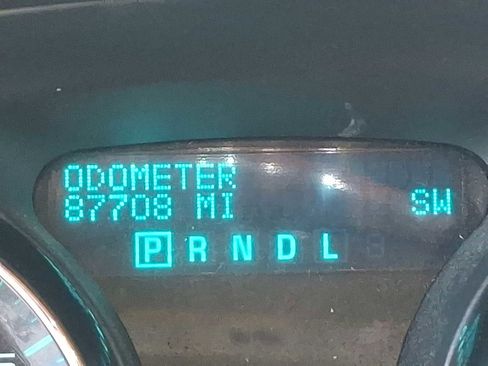 ODOMETER
87708 MI SW
P R N D L